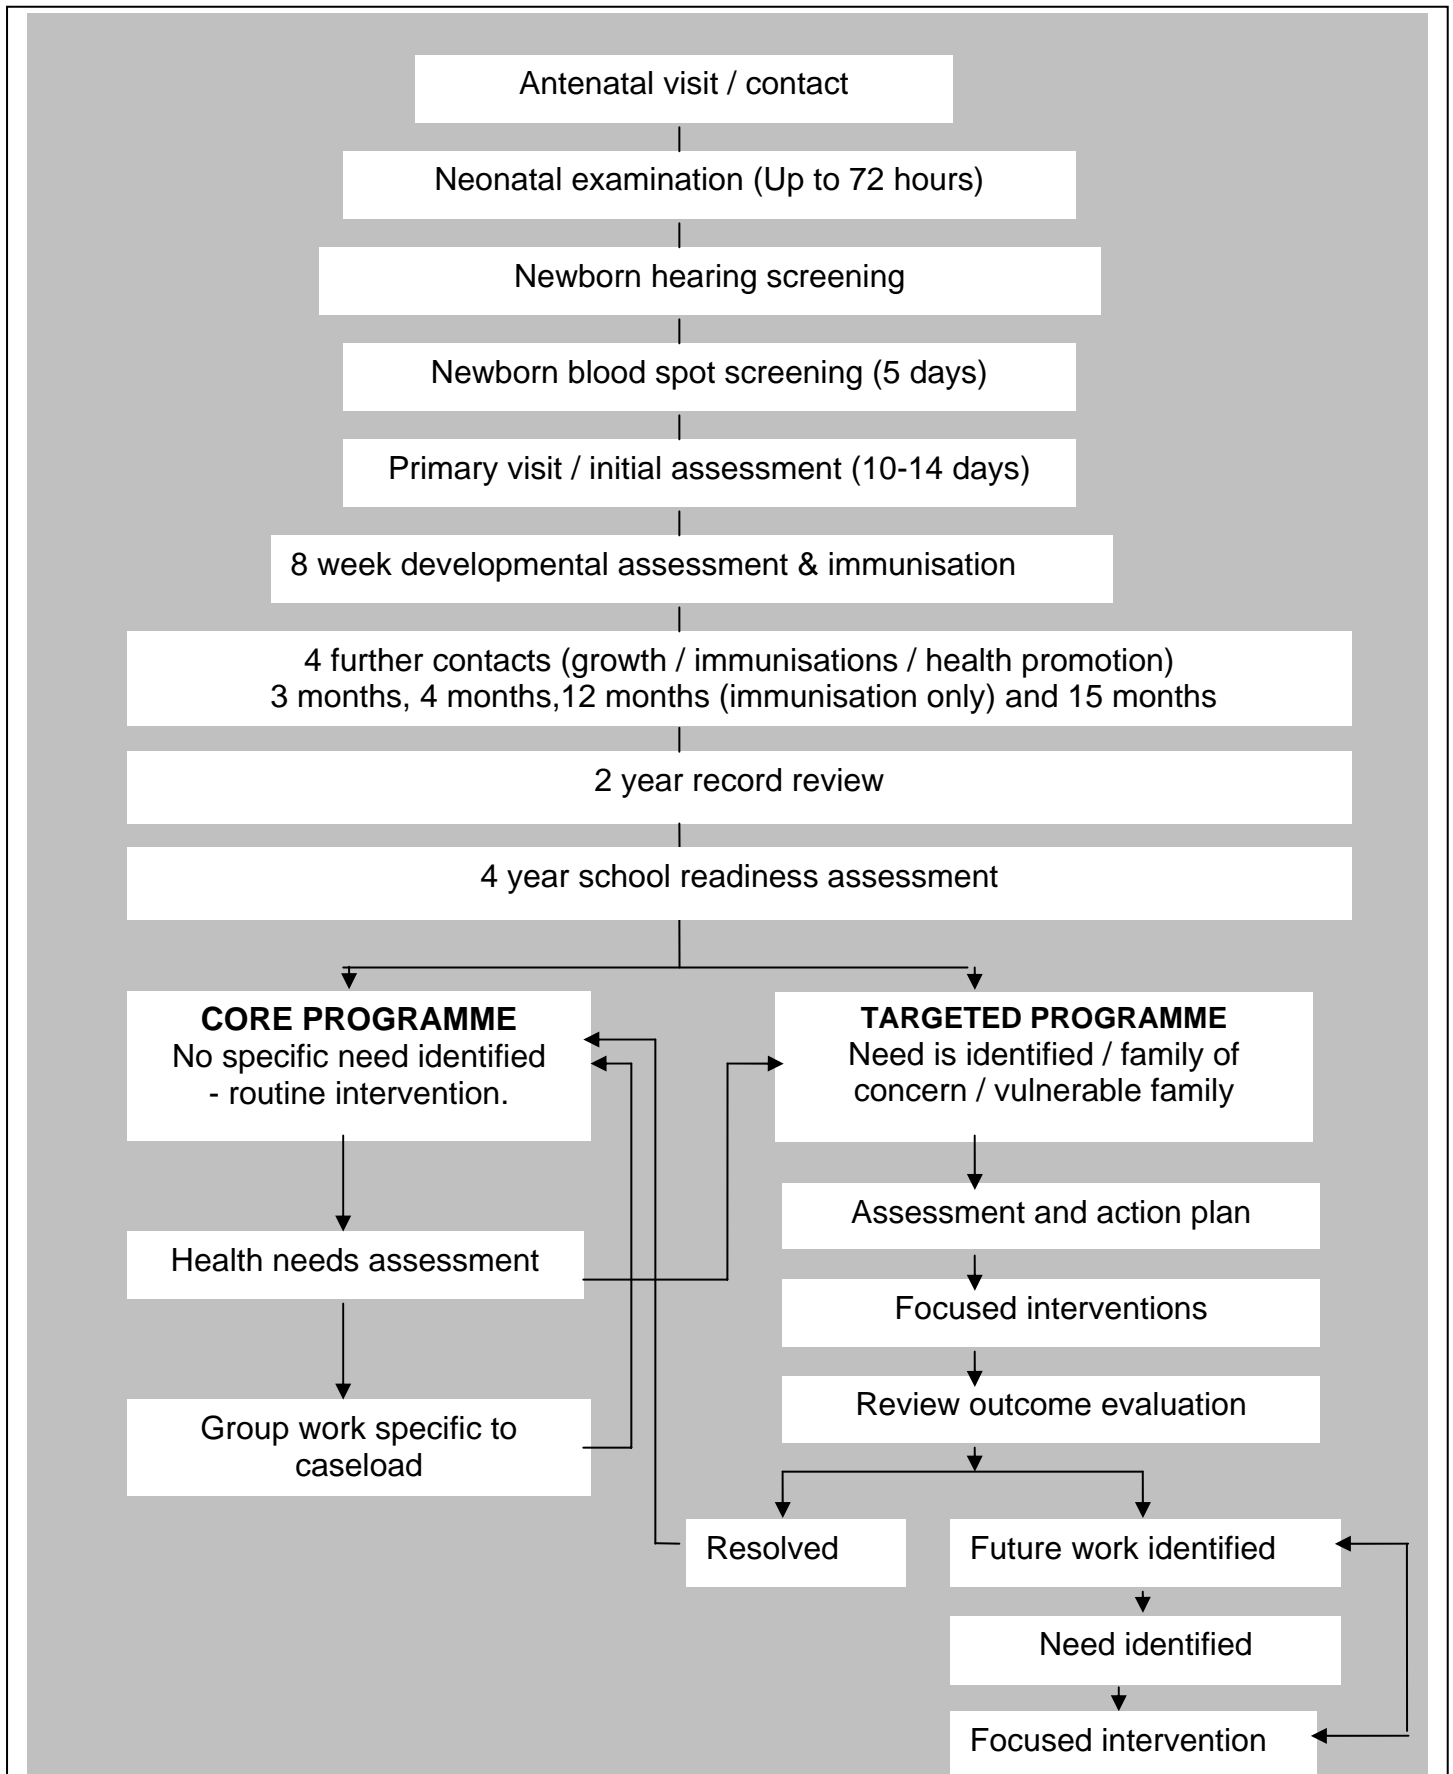 Antenatal visit / contact
Neonatal examination (Up to 72 hours)
Newborn hearing screening
Newborn blood spot screening (5 days)
Primary visit / initial assessment (10-14 days)
8 week developmental assessment & immunisation
4 further contacts (growth / immunisations / health promotion)
3 months, 4 months,12 months (immunisation only) and 15 months
2 year record review
4 year school readiness assessment
CORE PROGRAMME
No specific need identified
- routine intervention.
Health needs assessment
Group work specific to
caseload
TARGETED PROGRAMME
Need is identified / family of
concern / vulnerable family
Assessment and action plan
Focused interventions
Review outcome evaluation
Resolved
Future work identified
Need identified
Focused intervention